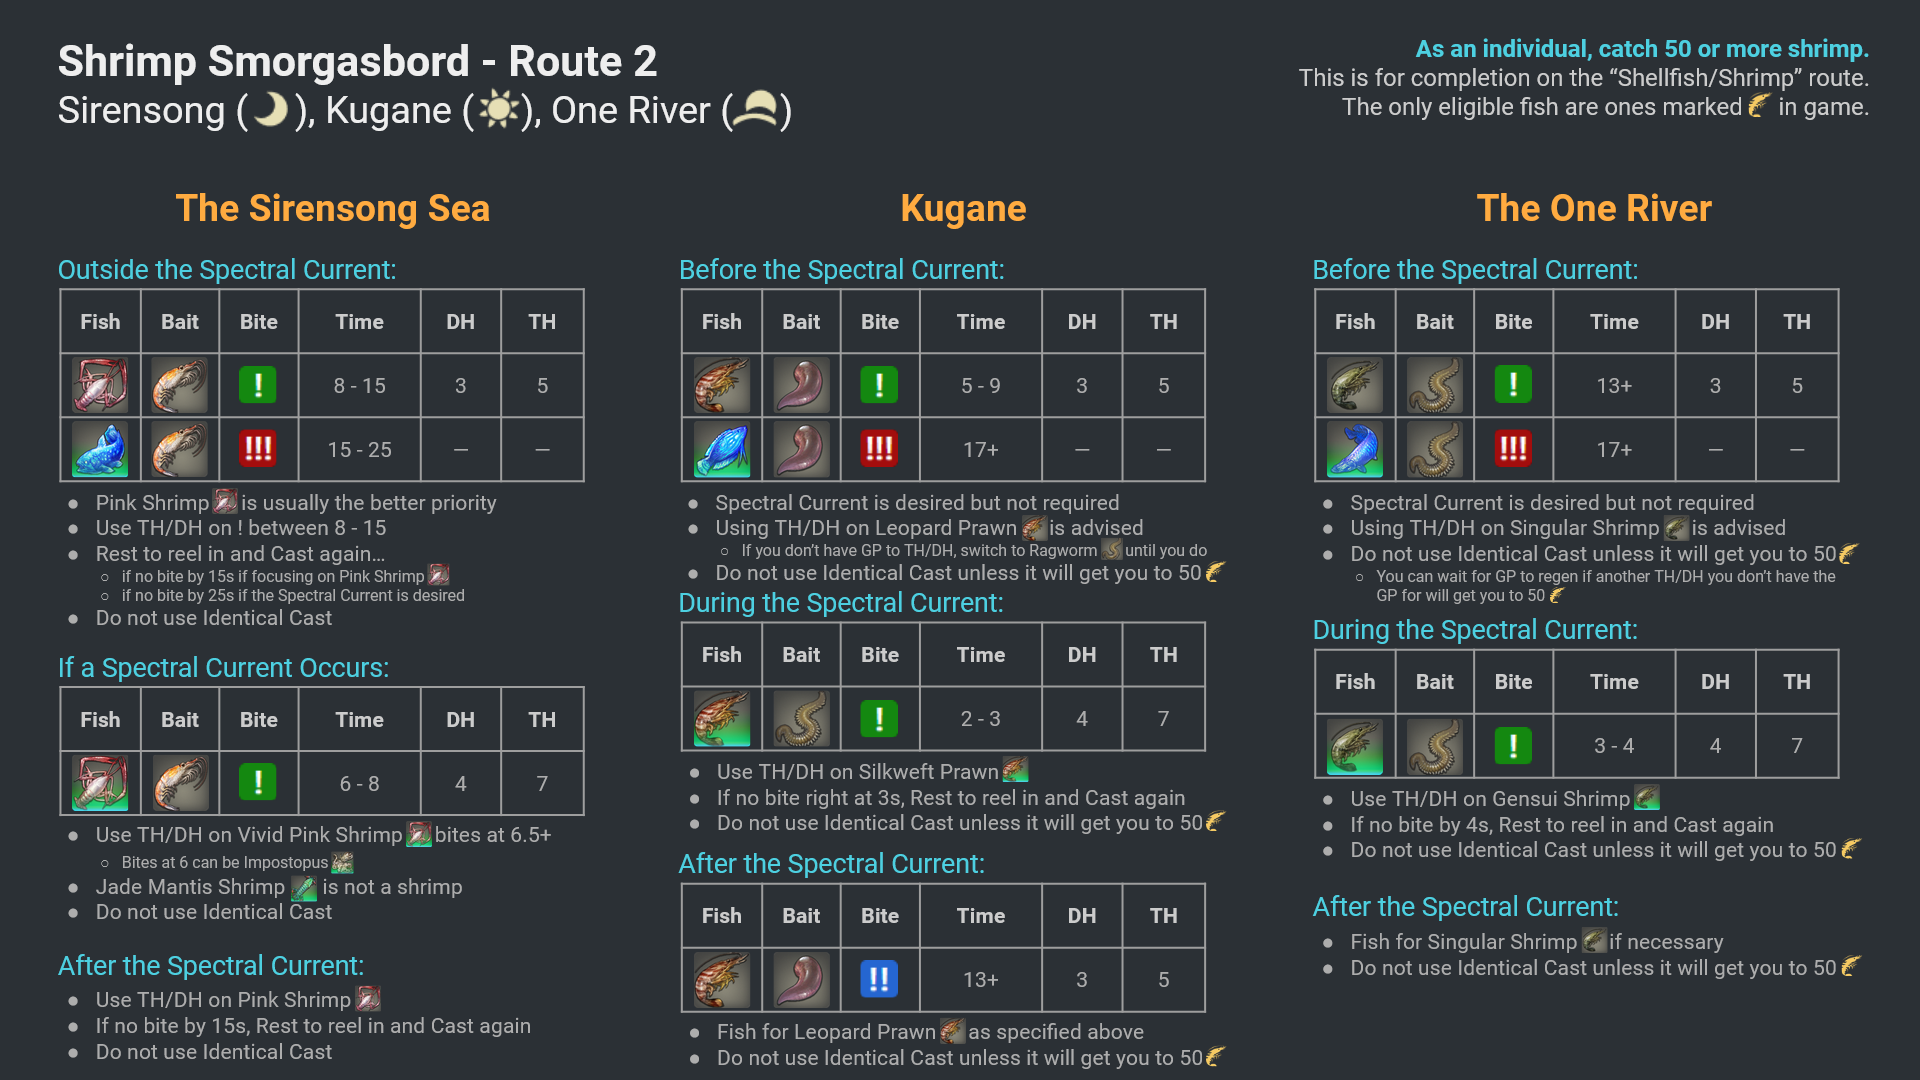 Shrimp Smorgasbord - Route 2
Sirensong ( ), Kugane ( ), One River ( )
As an individual, catch 50 or more shrimp.
This is for completion on the “Shellfish/Shrimp” route.
The only eligible fish are ones marked in game.
The Sirensong Sea
Outside the Spectral Current:
Fish Bait Bite Time DH TH
! 8 - 15 3 5
!!! 15 - 25 — —
● Pink Shrimp is usually the better priority
● Use TH/DH on ! between 8 - 15
● Rest to reel in and Cast again…
○ if no bite by 15s if focusing on Pink Shrimp
○ if no bite by 25s if the Spectral Current is desired
● Do not use Identical Cast
If a Spectral Current Occurs:
Fish Bait Bite Time DH TH
! 6 - 8 4 7
● Use TH/DH on Vivid Pink Shrimp bites at 6.5+
○ Bites at 6 can be Impostopus
● Jade Mantis Shrimp is not a shrimp
● Do not use Identical Cast
After the Spectral Current:
● Use TH/DH on Pink Shrimp
● If no bite by 15s, Rest to reel in and Cast again
● Do not use Identical Cast
Kugane
Before the Spectral Current:
Fish Bait Bite Time DH TH
! 5 - 9 3 5
!!! 17+ — —
● Spectral Current is desired but not required
● Using TH/DH on Leopard Prawn is advised
○ If you don’t have GP to TH/DH, switch to Ragworm until you do
● Do not use Identical Cast unless it will get you to 50
During the Spectral Current:
Fish Bait Bite Time DH TH
! 2 - 3 4 7
● Use TH/DH on Silkweft Prawn
● If no bite right at 3s, Rest to reel in and Cast again
● Do not use Identical Cast unless it will get you to 50
After the Spectral Current:
Fish Bait Bite Time DH TH
!! 13+ 3 5
● Fish for Leopard Prawn as specified above
● Do not use Identical Cast unless it will get you to 50
The One River
Before the Spectral Current:
Fish Bait Bite Time DH TH
! 13+ 3 5
!!! 17+ — —
● Spectral Current is desired but not required
● Using TH/DH on Singular Shrimp is advised
● Do not use Identical Cast unless it will get you to 50
○ You can wait for GP to regen if another TH/DH you don’t have the
GP for will get you to 50
During the Spectral Current:
Fish Bait Bite Time DH TH
! 3 - 4 4 7
● Use TH/DH on Gensui Shrimp
● If no bite by 4s, Rest to reel in and Cast again
● Do not use Identical Cast unless it will get you to 50
After the Spectral Current:
● Fish for Singular Shrimp if necessary
● Do not use Identical Cast unless it will get you to 50